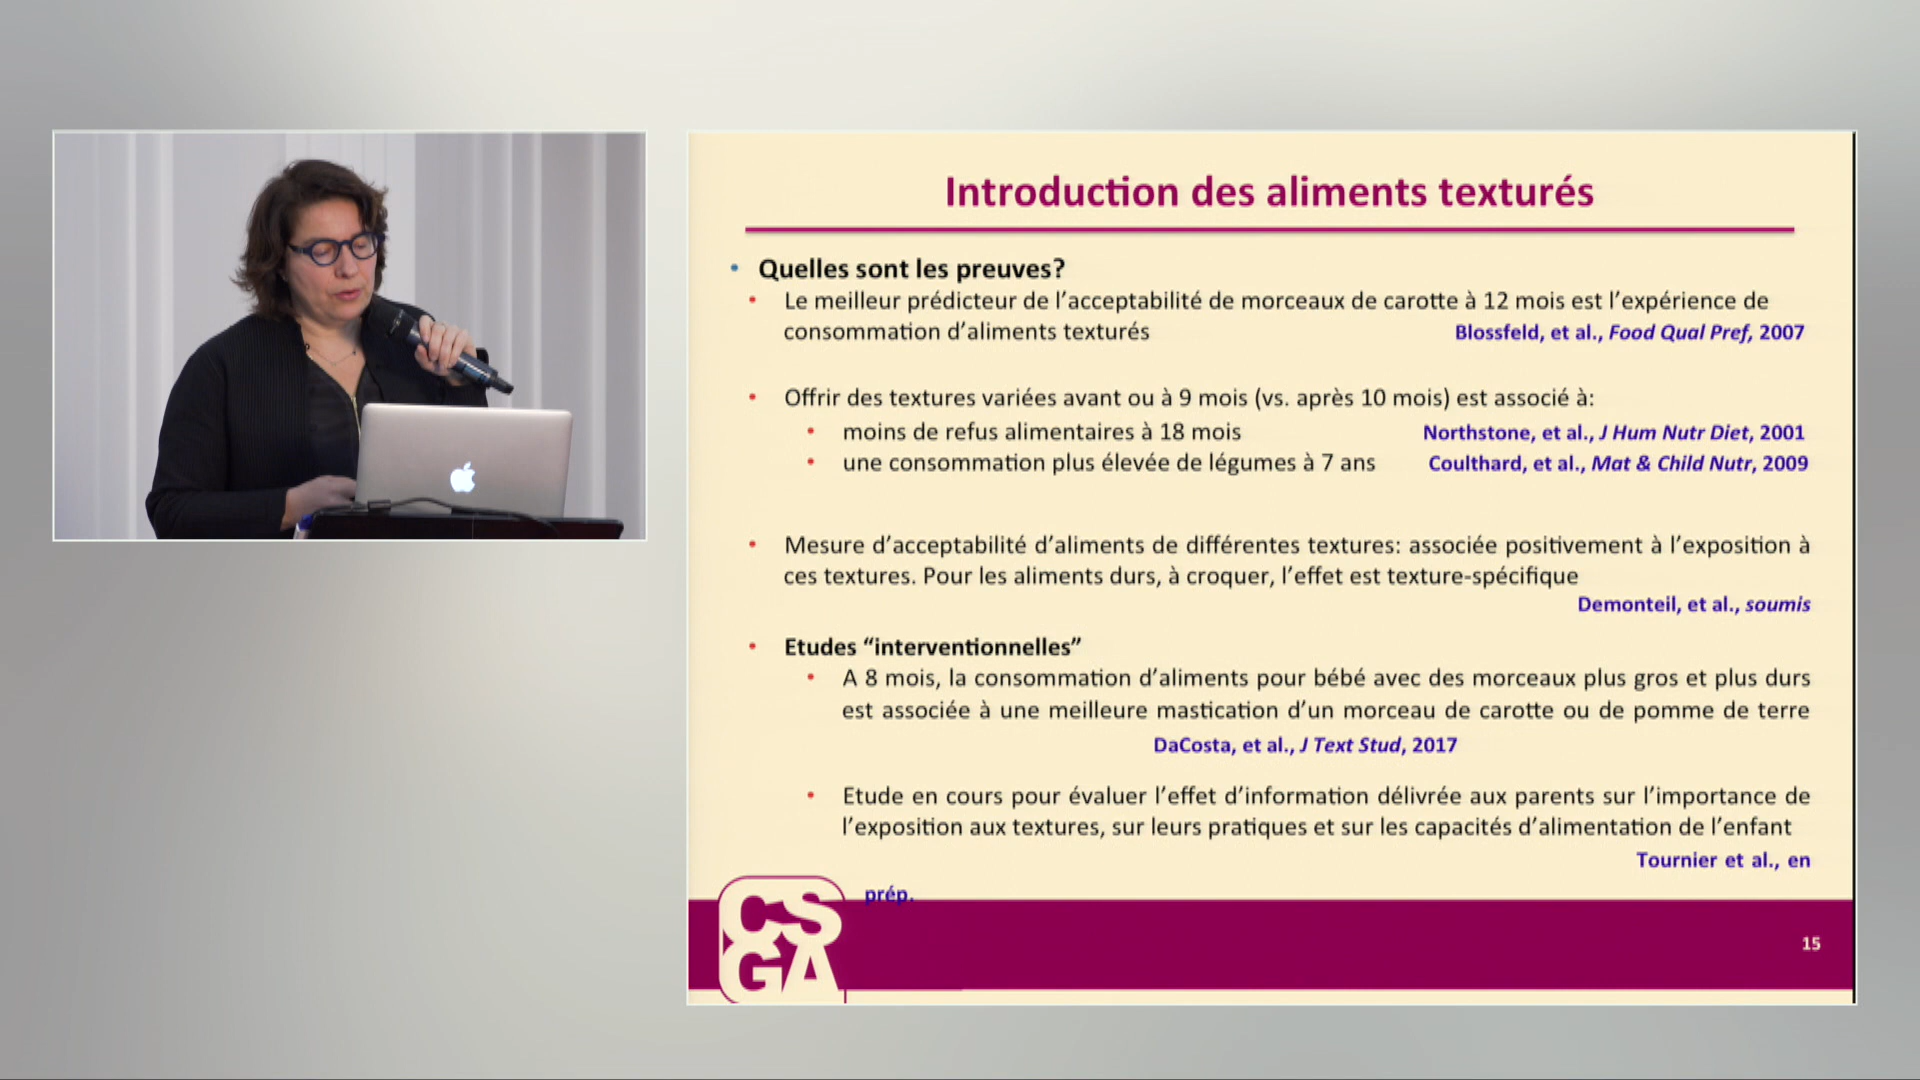 Introduction des aliments texturés
• Quelles sont les preuves?
• Le meilleur prédicteur de l’acceptabilité de morceaux de carotte à 12 mois est l’expérience de
consommation d’aliments texturés Blossfeld, et al., Food Qual Pref, 2007
• Offrir des textures variées avant ou à 9 mois (vs. après 10 mois) est associé à:
• moins de refus alimentaires à 18 mois Northstone, et al., J Hum Nutr Diet, 2001
• une consommation plus élevée de légumes à 7 ans Coulthard, et al., Mat & Child Nutr, 2009
• Mesure d’acceptabilité d’aliments de différentes textures: associée positivement à l’exposition à
ces textures. Pour les aliments durs, à croquer, l’effet est texture-spécifique
Demonteil, et al., soumis
• Etudes “interventionnelles”
• A 8 mois, la consommation d’aliments pour bébé avec des morceaux plus gros et plus durs
est associée à une meilleure mastication d’un morceau de carotte ou de pomme de terre
DaCosta, et al., J Text Stud, 2017
• Etude en cours pour évaluer l’effet d’information délivrée aux parents sur l’importance de
l’exposition aux textures, sur leurs pratiques et sur les capacités d’alimentation de l’enfant
Tournier et al., en
prép.
CS
GA
15